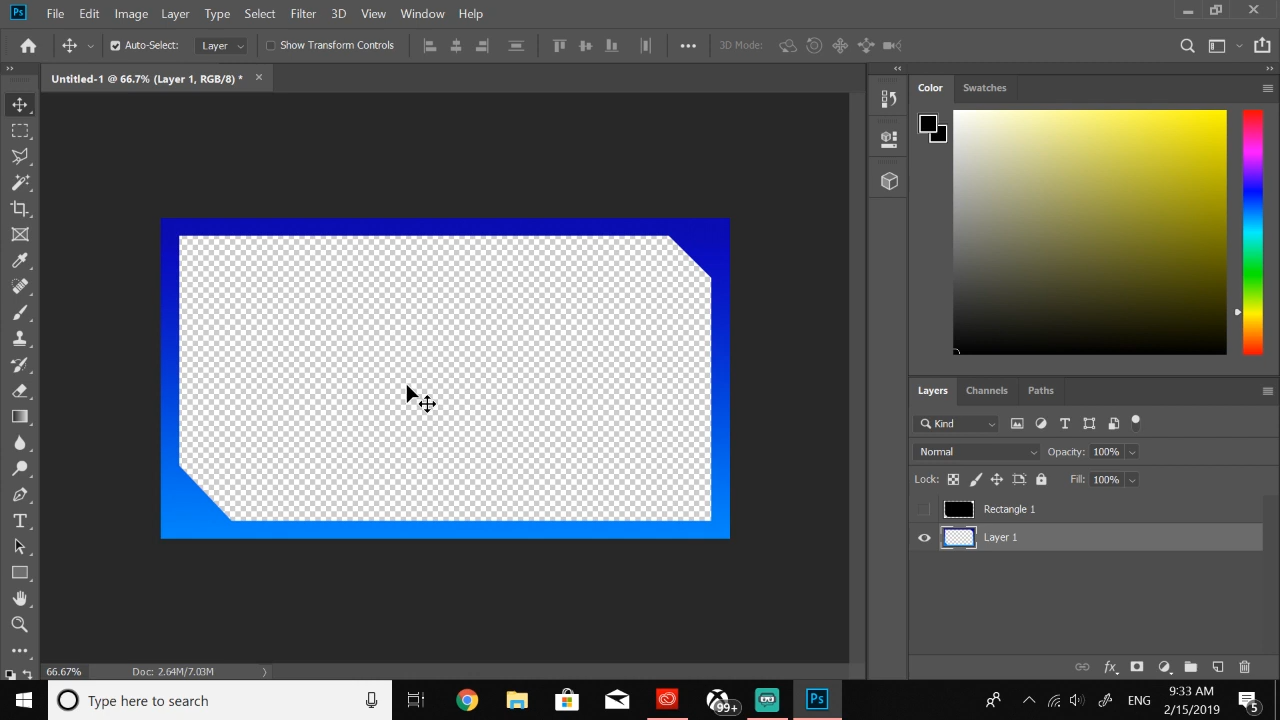 Ps File Edit Image Layer Type Select Filter 3D View Window Help
Auto-Select: Layer Show Transform Controls 3D Mode:
Untitled-1 @ 66.7% (Layer 1, RGB/8) *
Color Swatches
Layers Channels Paths
Kind
Normal Opacity: 100%
Lock: Fill: 100%
Rectangle 1
Layer 1
66.67% Doc: 2.64M/7.03M
Type here to search
99+
Ps
ENG
9:33 AM
2/15/2019
5